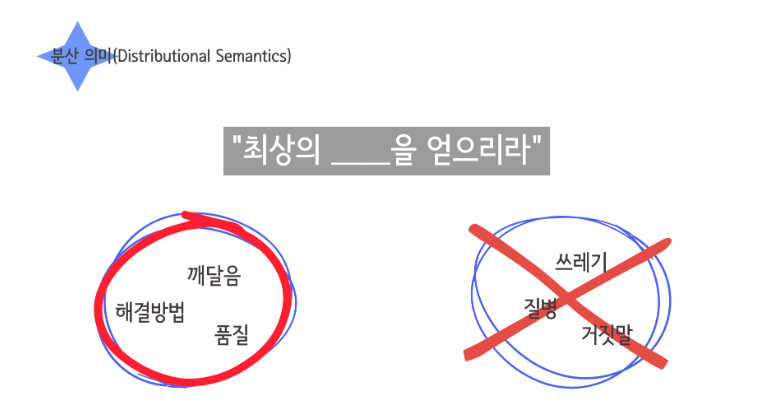 분산 의미(Distributional Semantics)
"최상의 ____을 얻으리라"
깨달음
해결방법
품질
쓰레기
질병
거짓말